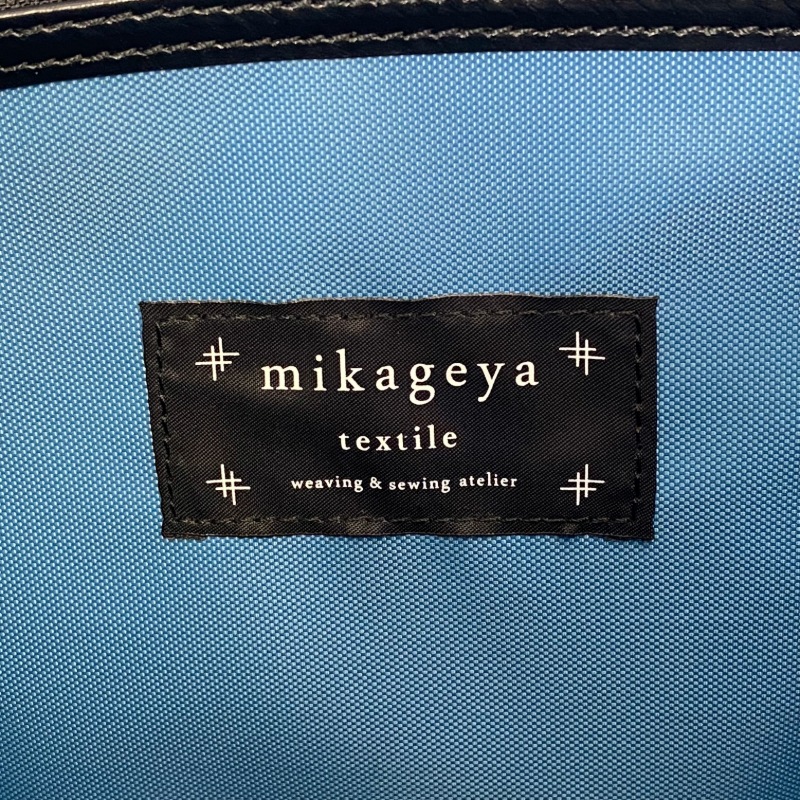 mikageya
textile
weaving & sewing atelier